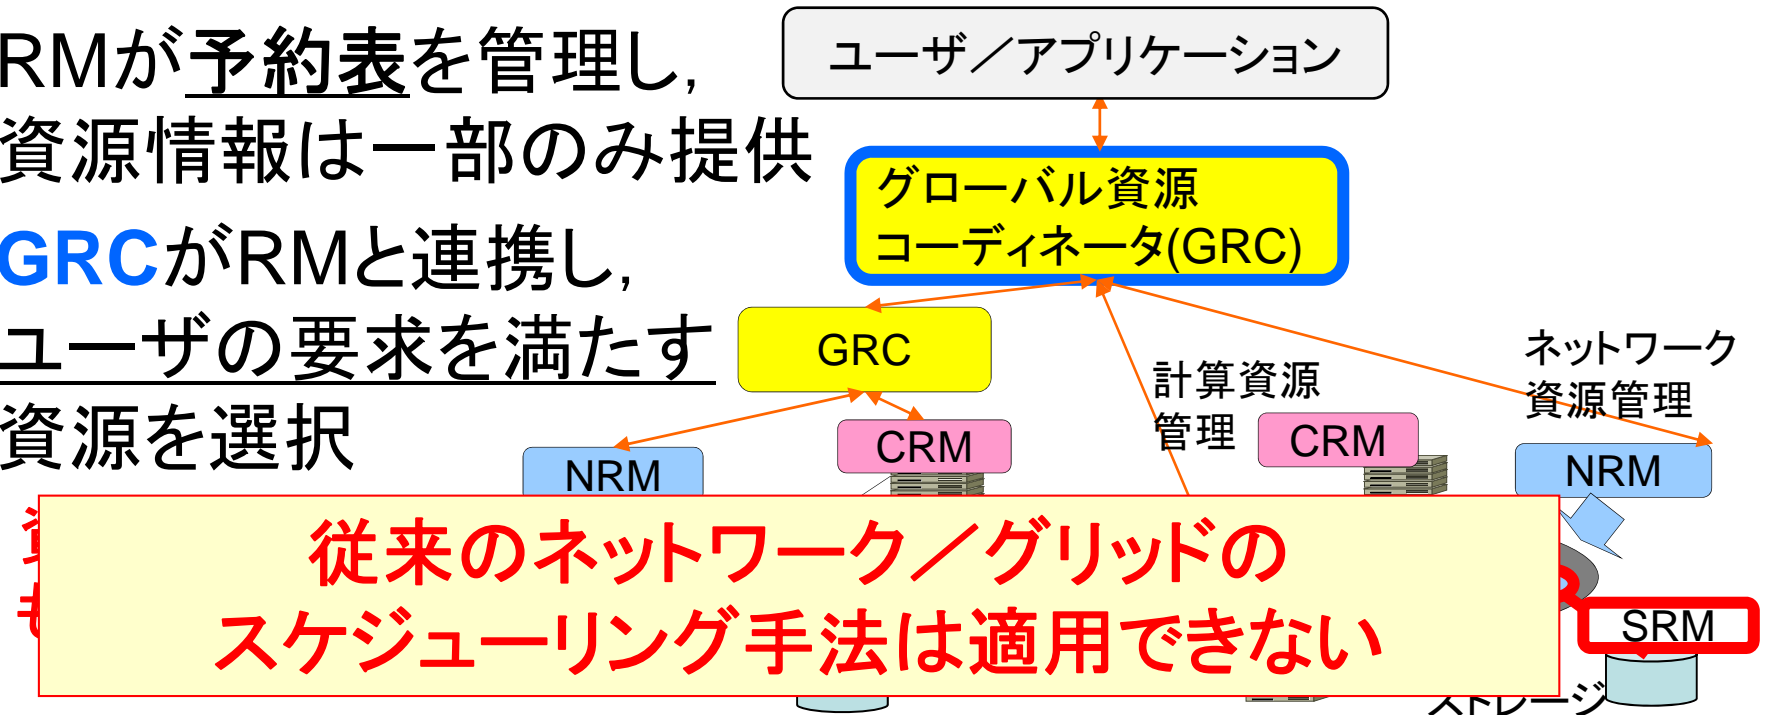 RMが予約表を管理し,
資源情報は一部のみ提供
GRCがRMと連携し,
ユーザの要求を満たす
資源を選択
ユーザ／アプリケーション
グローバル資源
コーディネータ(GRC)
GRC
計算資源
管理
ネットワーク
資源管理
NRM
CRM
CRM
NRM
従来のネットワーク／グリッドの
スケジューリング手法は適用できない
SRM
ストレージ